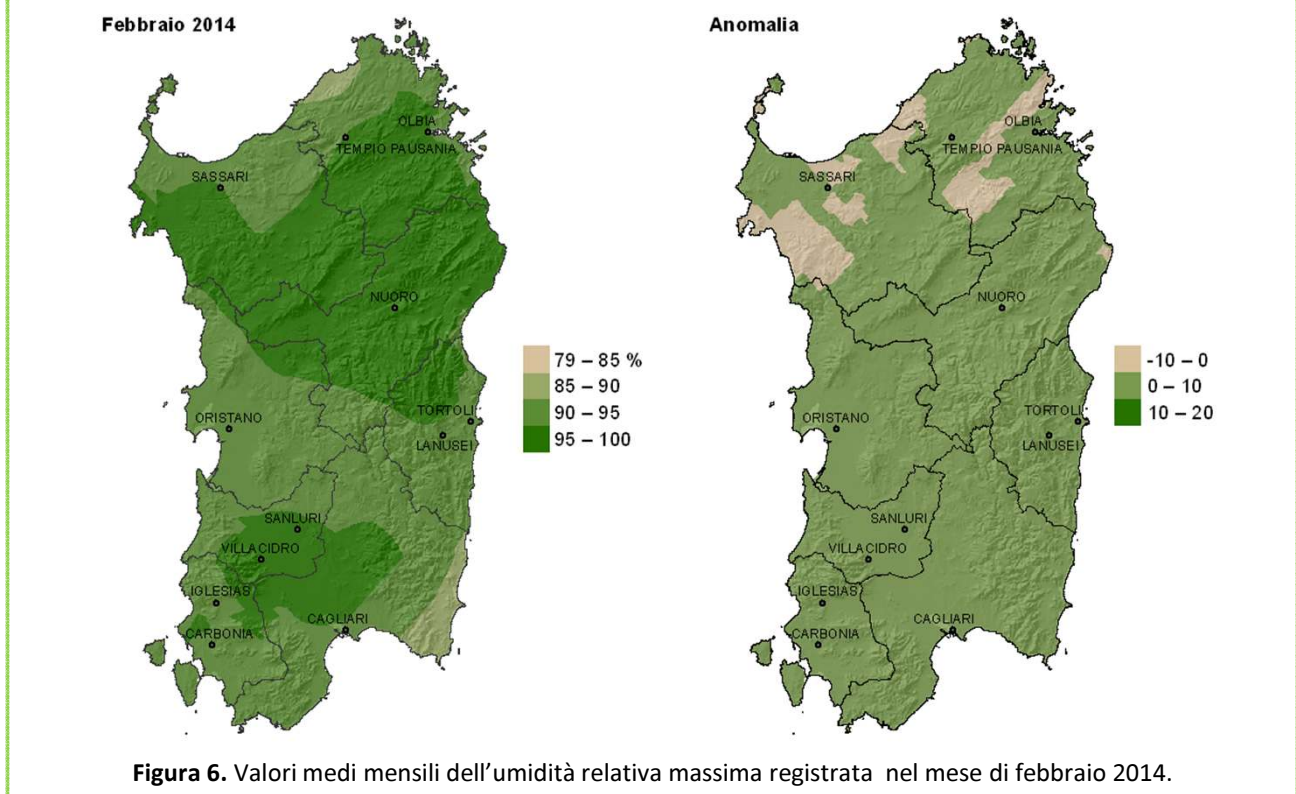 Febbraio 2014
OLBIA
TEMPIO PAUSANIA
SASSARI
NUORO
ORISTANO
TORTOLI
LANUSEI
SANLURI
VILLACIDRO
IGLESIAS
CAGLIARI
CARBONIA
79 – 85 %
85 – 90
90 – 95
95 – 100
Anomalia
OLBIA
TEMPIO PAUSANIA
SASSARI
NUORO
ORISTANO
TORTOLI
LANUSEI
SANLURI
VILLACIDRO
IGLESIAS
CAGLIARI
CARBONIA
-10 – 0
0 – 10
10 – 20
Figura 6. Valori medi mensili dell’umidità relativa massima registrata nel mese di febbraio 2014.